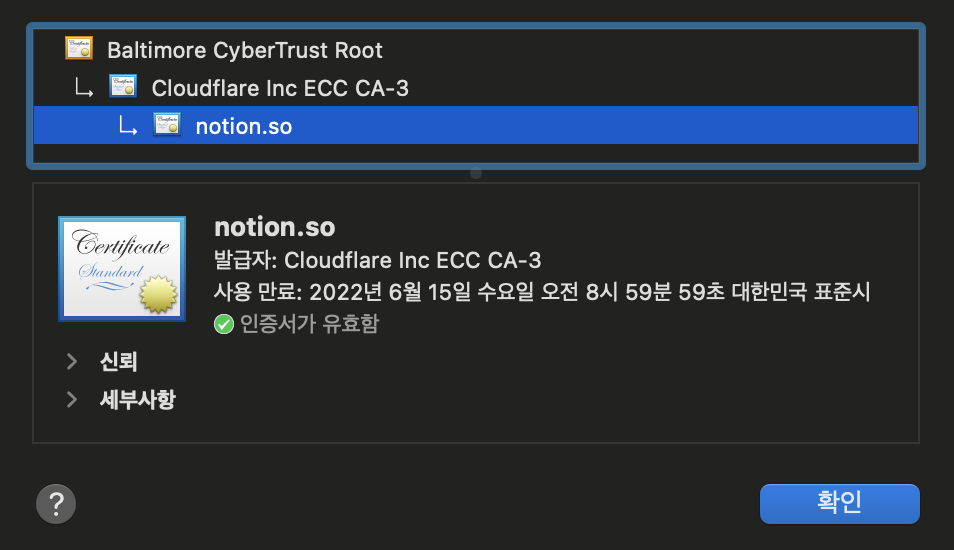 Baltimore CyberTrust Root
Cloudflare Inc ECC CA-3
notion.so
Certificate
Standard
notion.so
발급자: Cloudflare Inc ECC CA-3
사용 만료: 2022년 6월 15일 수요일 오전 8시 59분 59초 대한민국 표준시
인증서가 유효함
신뢰
세부사항
?
확인